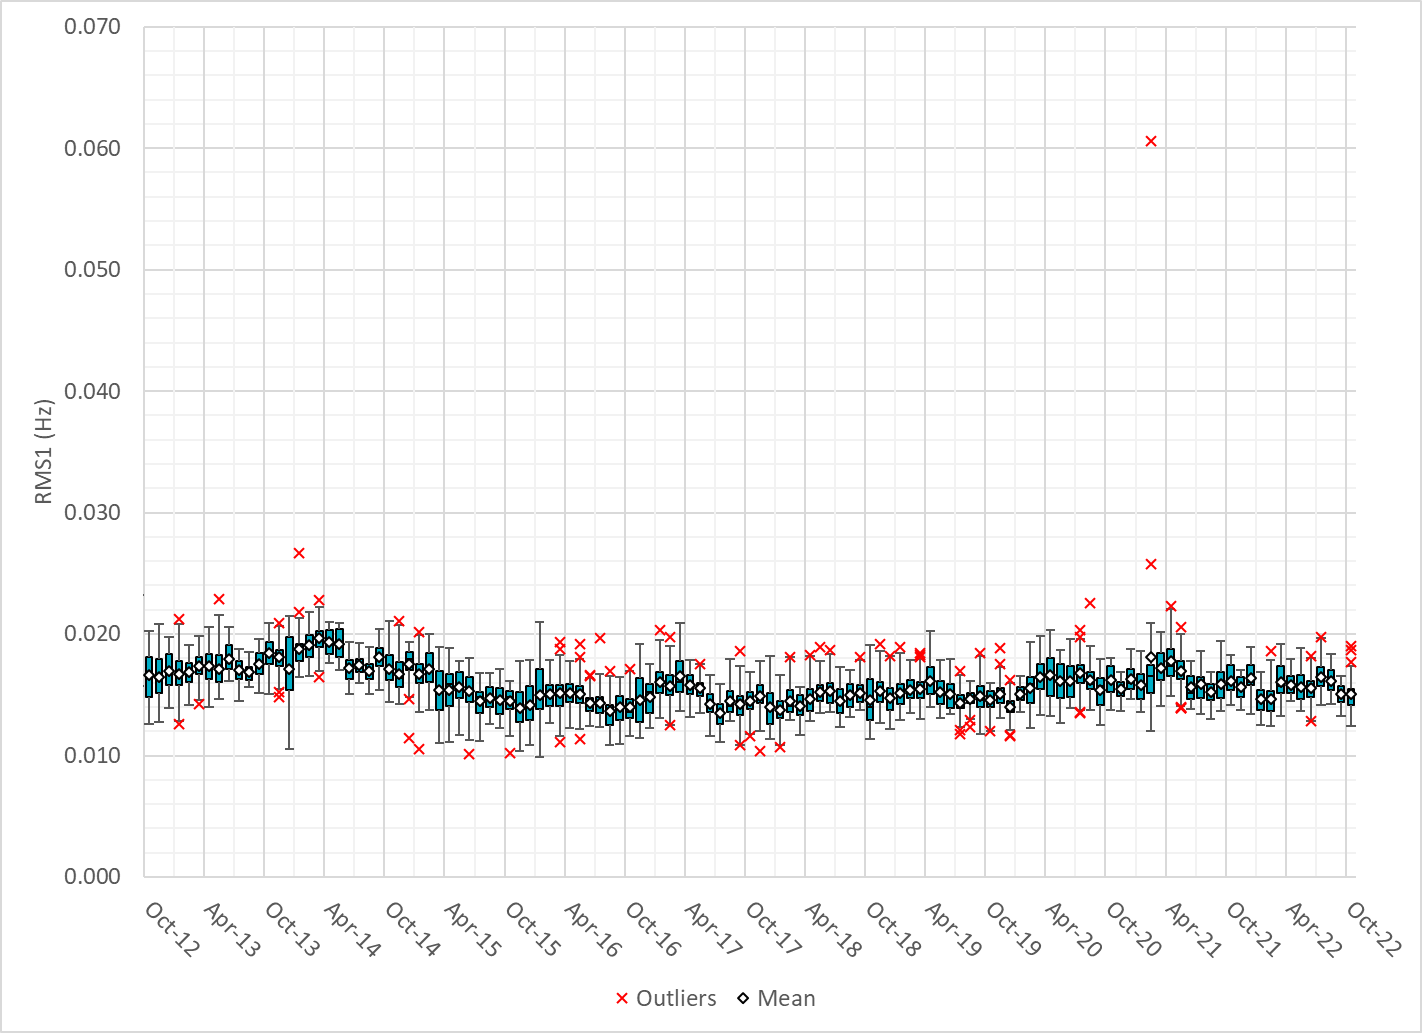 0.070
0.060
0.050
0.040
0.030
0.020
0.010
0.000
RMS1 (Hz)
Oct-12
Apr-13
Oct-13
Apr-14
Oct-14
Apr-15
Oct-15
Apr-16
Oct-16
Apr-17
Oct-17
Apr-18
Oct-18
Apr-19
Oct-19
Apr-20
Oct-20
Apr-21
Oct-21
Apr-22
Oct-22
Outliers Mean